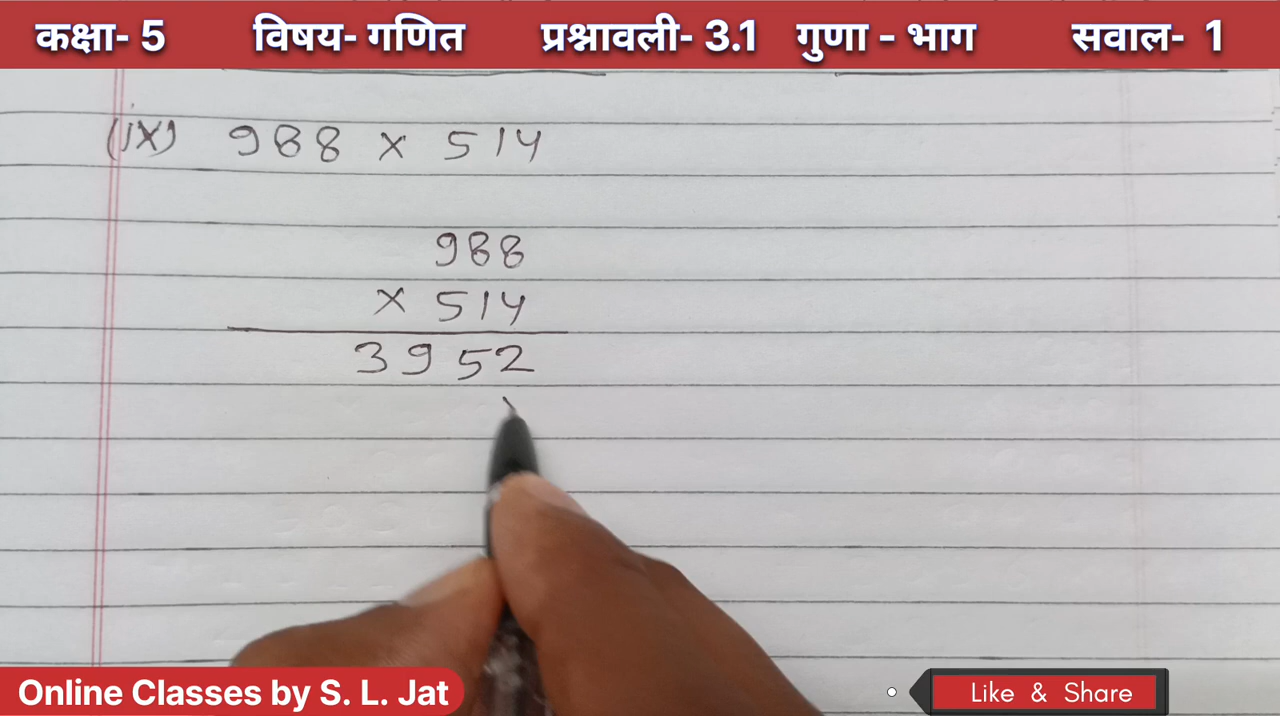 कक्षा- 5 विषय- गणित प्रश्नावली- 3.1 गुणा - भाग सवाल- 1
(ix) 988 × 514
988
× 514
3952
Online Classes by S. L. Jat
Like & Share